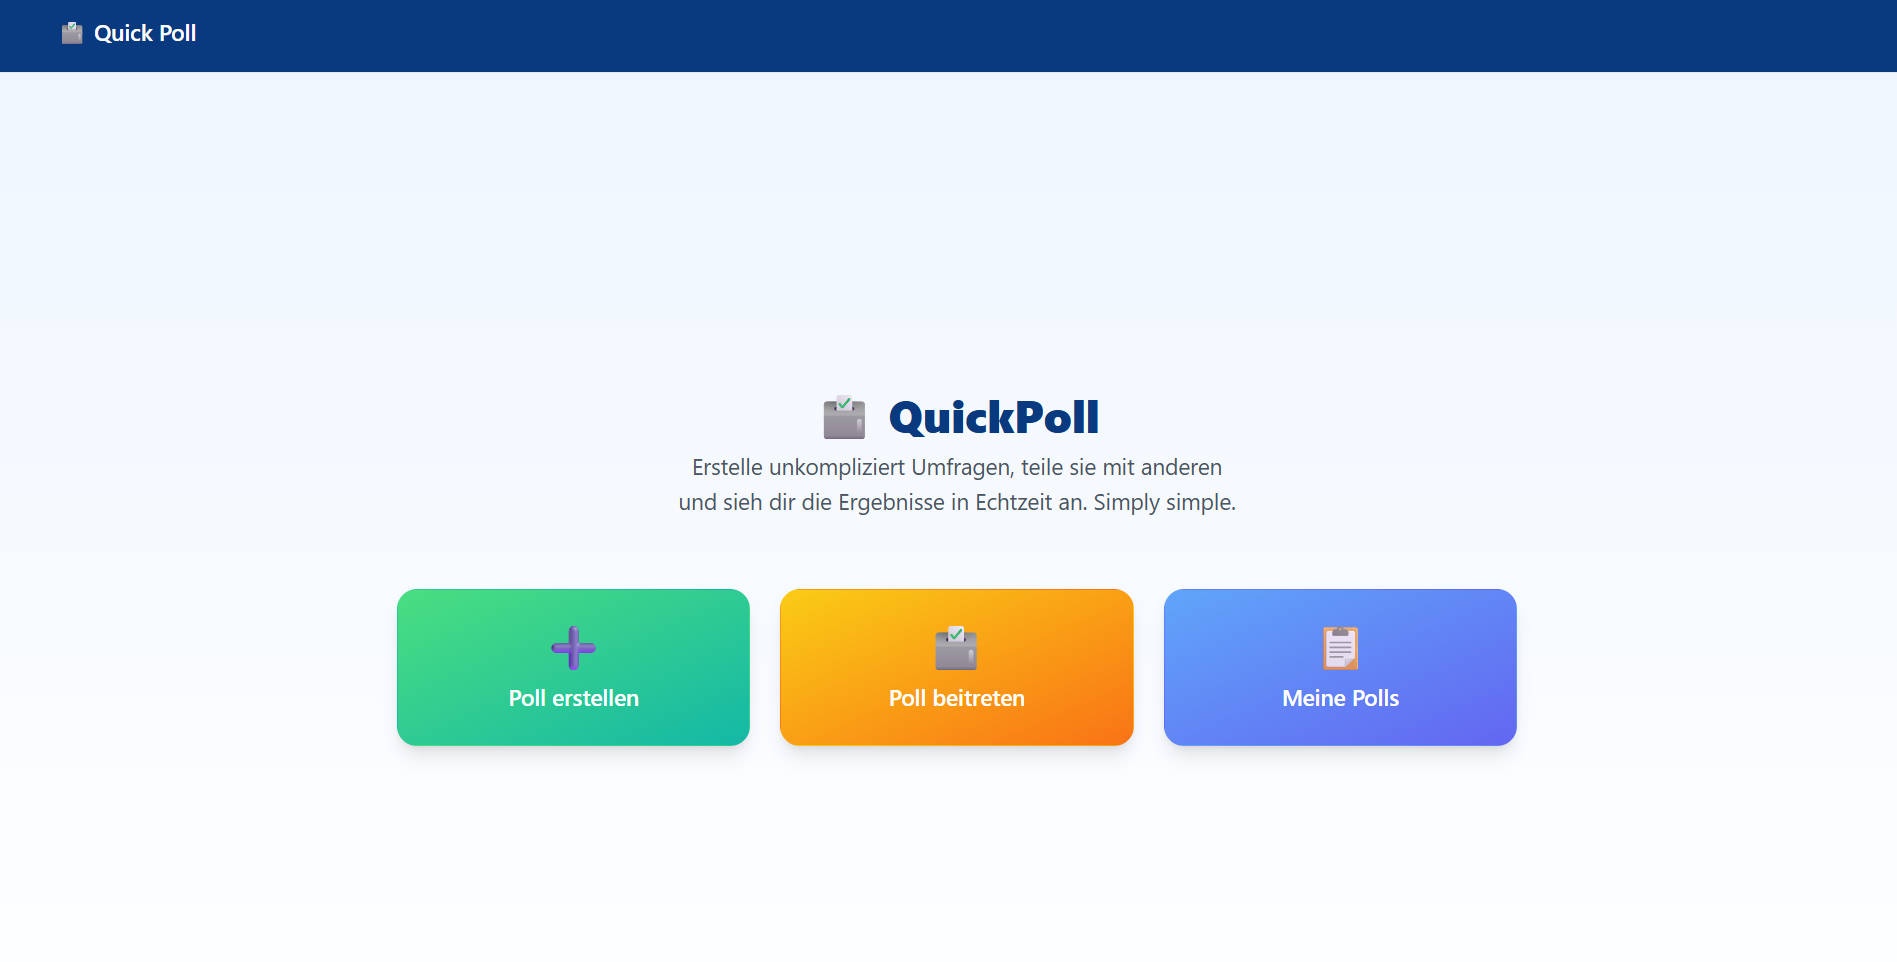 Quick Poll
QuickPoll
Erstelle unkompliziert Umfragen, teile sie mit anderen
und sieh dir die Ergebnisse in Echtzeit an. Simply simple.
Poll erstellen
Poll beitreten
Meine Polls